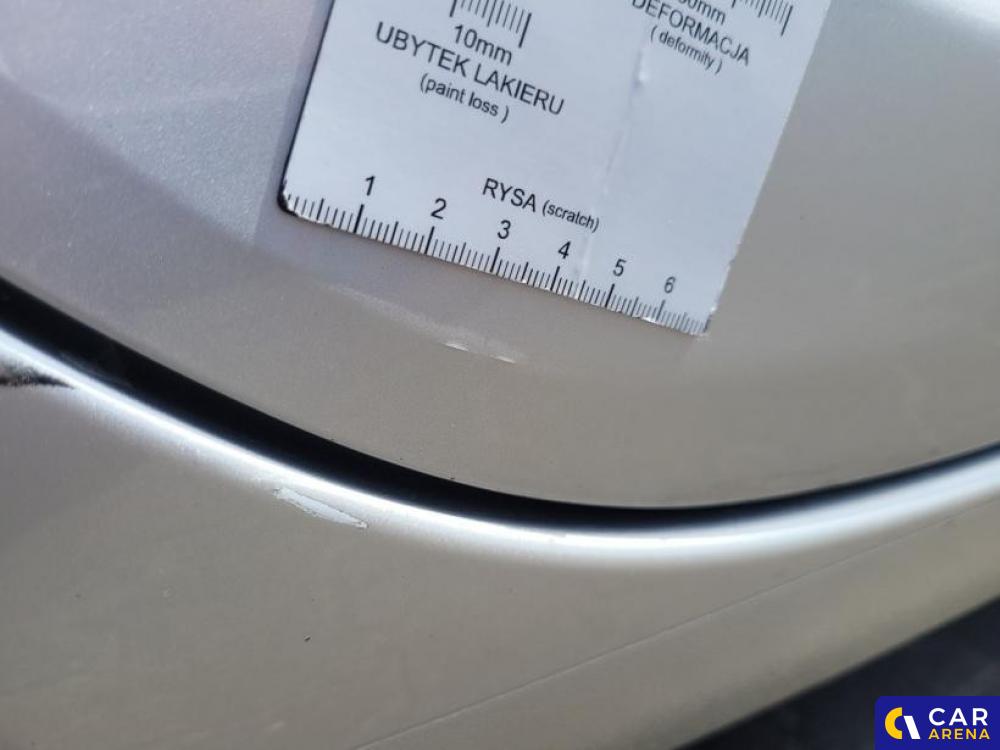 10mm
UBYTEK LAKIERU
(paint loss )
DEFORMACJA
( deformity )
RYSA (scratch)
1 2 3 4 5 6
CAR
ARENA